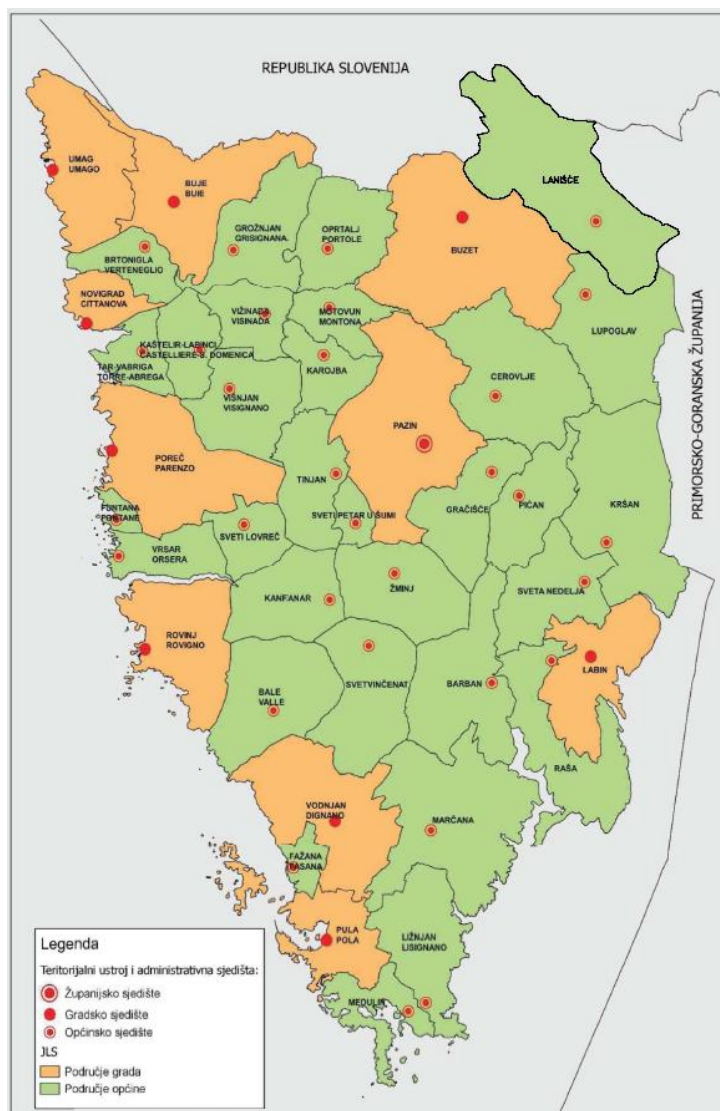 REPUBLIKA SLOVENIJA
UMAG
UMAGO
BUJE
BUIE
LANIŠĆE
BUZET
GROŽNJAN
GRISIGNANA
OPRTALJ
PORTOLE
BRTONIGLA
VERTENEGLIO
NOVIGRAD
CITTANOVA
VIŽINADA
VISINADA
MOTOVUN
MONTONA
LUPOGLAV
KAŠTELIR-LABINCI
CASTELLIERE-S. DOMENICA
TAR-VABRIGA
TORRE-ABREGA
KAROJBA
CEROVLJE
VIŠNJAN
VISIGNANO
PAZIN
PRIMORSKO-GORANSKA ŽUPANIJA
POREČ
PARENZO
TINJAN
FUNTANA
FONTANE
SVETI LOVREČ
SVETI PETAR U ŠUMI
GRAČIŠĆE
PIĆAN
KRŠAN
VRSAR
ORSERA
KANFANAR
ŽMINJ
SVETA NEDELJA
ROVINJ
ROVIGNO
LABIN
BALE
VALLE
SVETVINČENAT
BARBAN
RAŠA
VODNJAN
DIGNANO
MARČANA
FAŽANA
FASANA
PULA
POLA
LIŽNJAN
LISIGNANO
MEDULIN
Legenda
Teritorijalni ustroj i administrativna sjedišta:
Županijsko sjedište
Gradsko sjedište
Općinsko sjedište
JLS
Područje grada
Područje općine